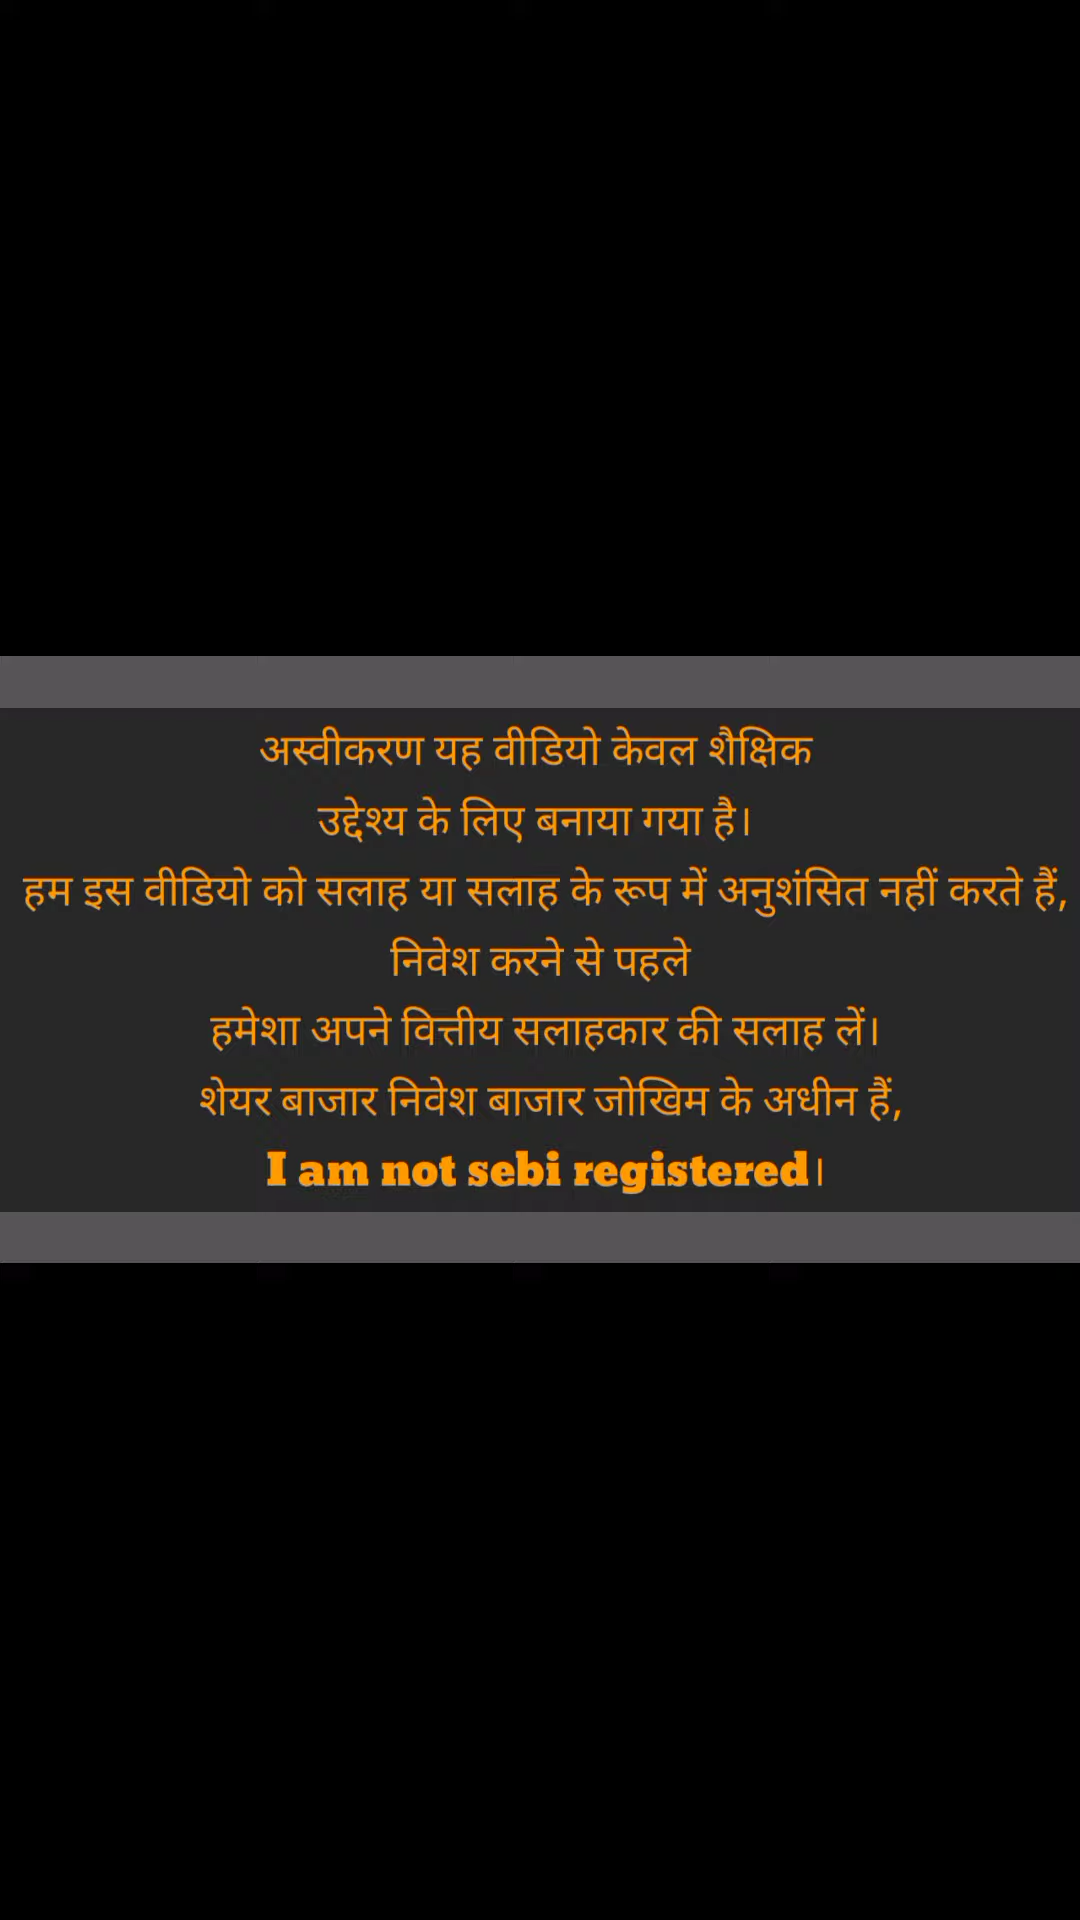 अस्वीकरण यह वीडियो केवल शैक्षिक
उद्देश्य के लिए बनाया गया है।
हम इस वीडियो को सलाह या सलाह के रूप में अनुशंसित नहीं करते हैं,
निवेश करने से पहले
हमेशा अपने वित्तीय सलाहकार की सलाह लें।
शेयर बाजार निवेश बाजार जोखिम के अधीन हैं,
I am not sebi registered।